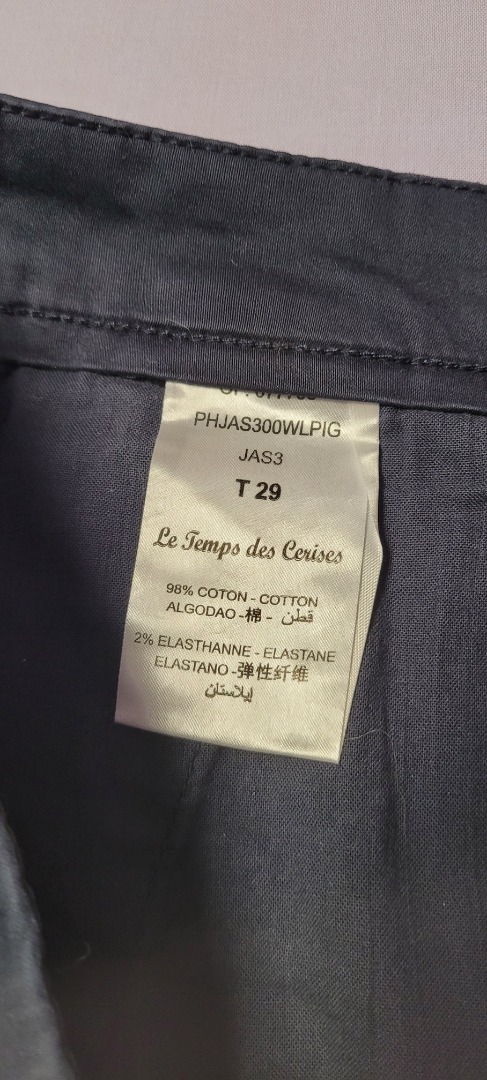 PHJAS300WLPIG
JAS3
T 29
Le Temps des Cerises
98% COTON - COTTON
ALGODAO -棉 - قطن
2% ELASTHANNE - ELASTANE
ELASTANO -弹性纤维
إيلاستان